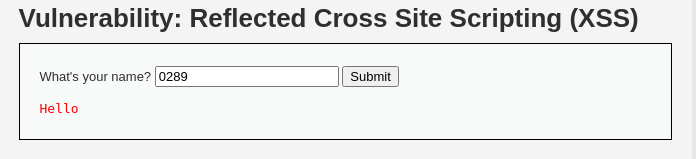 Vulnerability: Reflected Cross Site Scripting (XSS)
What's your name? 0289 Submit
Hello